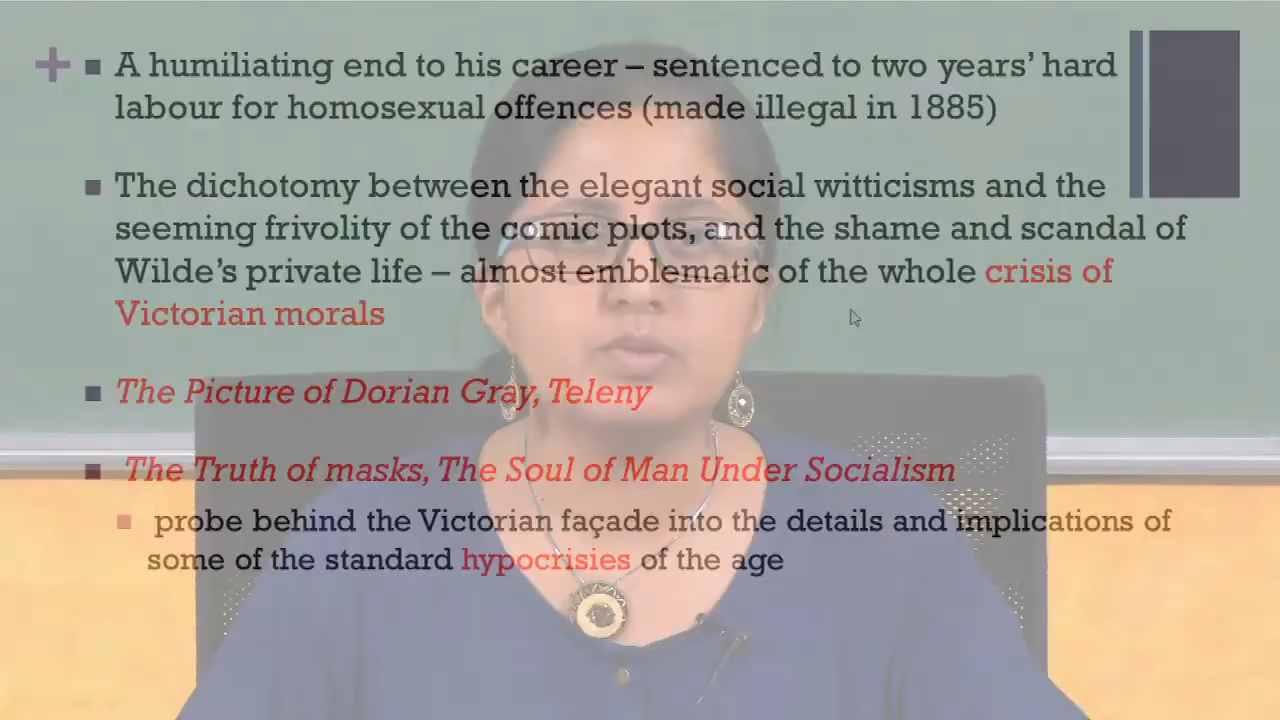 A humiliating end to his career – sentenced to two years’ hard
labour for homosexual offences (made illegal in 1885)
The dichotomy between the elegant social witticisms and the
seeming frivolity of the comic plots, and the shame and scandal of
Wilde’s private life – almost emblematic of the whole crisis of
Victorian morals
The Picture of Dorian Gray, Teleny
The Truth of masks, The Soul of Man Under Socialism
probe behind the Victorian façade into the details and implications of
some of the standard hypocrisies of the age